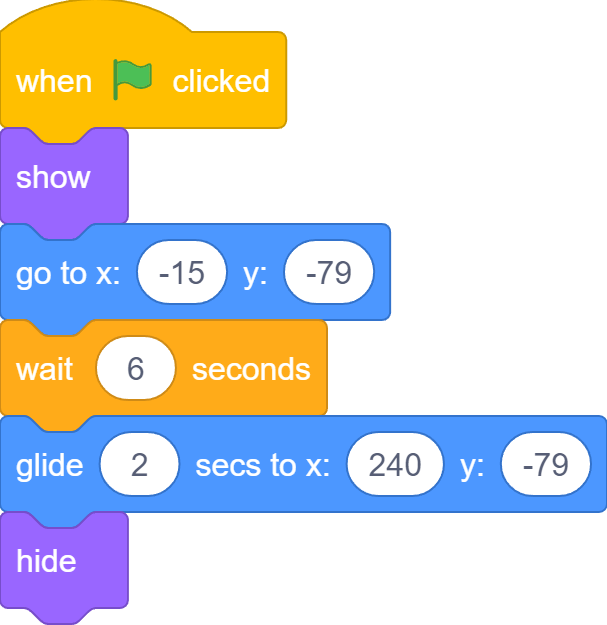 when clicked
show
go to x: -15 y: -79
wait 6 seconds
glide 2 secs to x: 240 y: -79
hide